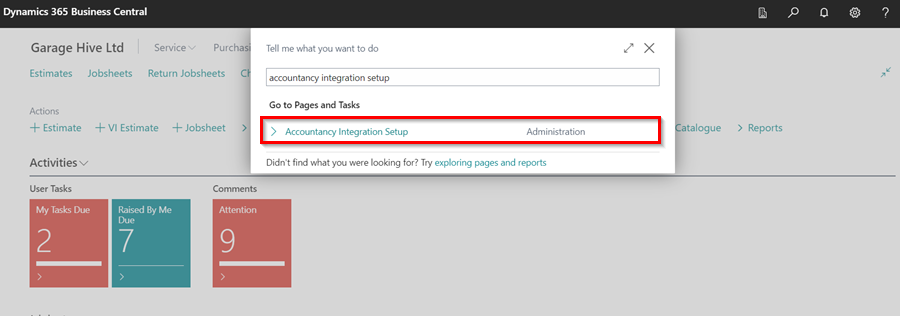 Dynamics 365 Business Central
?
Garage Hive Ltd Service Purchasi
Tell me what you want to do
Estimates Jobsheets Return Jobsheets Ch
accountancy integration setup
Go to Pages and Tasks
Actions
+ Estimate + VI Estimate + Jobsheet > Catalogue > Reports
> Accountancy Integration Setup Administration
Didn't find what you were looking for? Try exploring pages and reports
Activities
User Tasks Comments
My Tasks Due
2
>
Raised By Me
Due
7
>
Attention
9
>